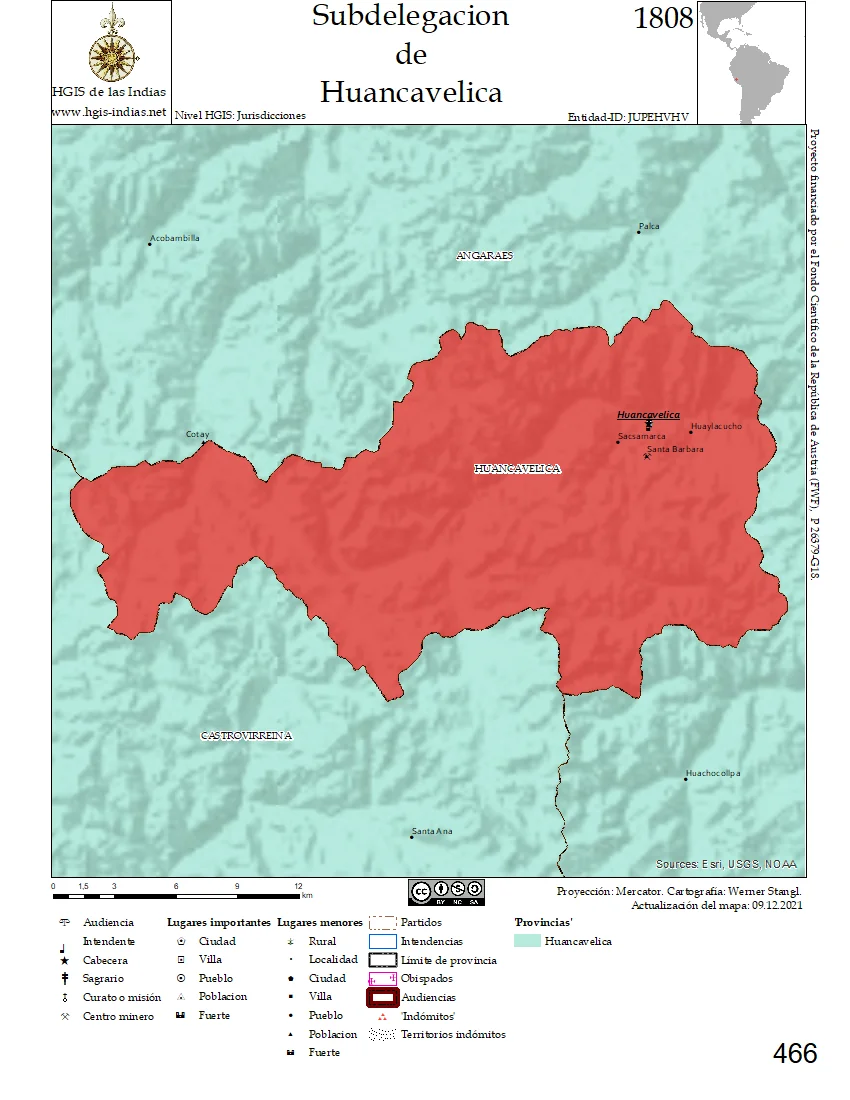 Subdelegacion
de
Huancavelica
1808
HGIS de las Indias
www.hgis-indias.net
Nivel HGIS: Jurisdicciones
Entidad-ID: JUPEHVHV
Proyecto financiado por el Fondo Científico de la República de Austria (FWF), P 26379-G18.
Acobambilla
Palca
ANGARAES
Huancavelica
Huaylacucho
Cotay
Sacsamarca
Santa Barbara
HUANCAVELICA
CASTROVIRREINA
Huachocollpa
Santa Ana
Sources: Esri, USGS, NOAA
0 1,5 3 6 9 12
km
cc BY NC SA
Proyección: Mercator. Cartografía: Werner Stangl.
Actualización del mapa: 09.12.2021
Audiencia
Intendente
Cabecera
Sagrario
Curato o misión
Centro minero
Lugares importantes
Ciudad
Villa
Pueblo
Poblacion
Fuerte
Lugares menores
Rural
Localidad
Ciudad
Villa
Pueblo
Poblacion
Fuerte
Partidos
Intendencias
Límite de provincia
Obispados
Audiencias
'Indómitos'
Territorios indómitos
'Provincias'
Huancavelica
466